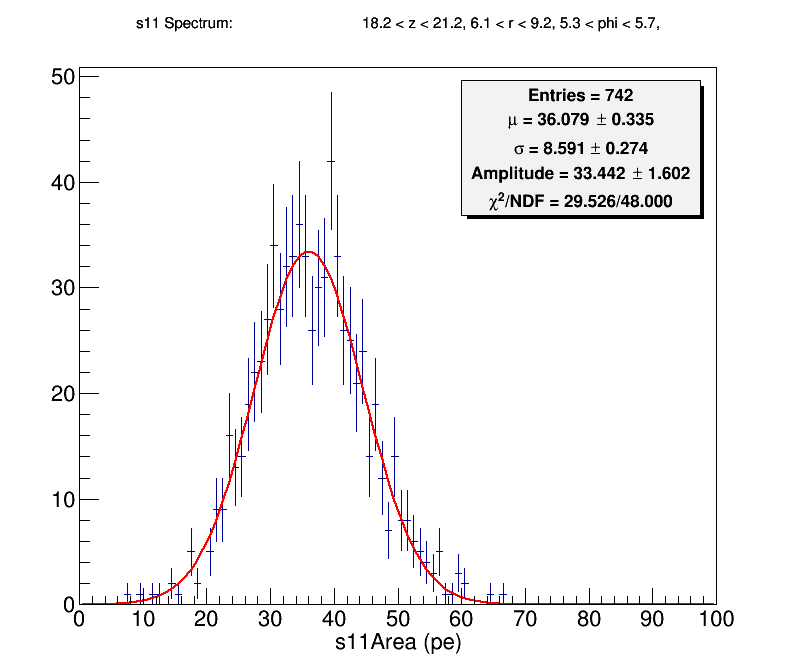 s11 Spectrum: 18.2 < z < 21.2, 6.1 < r < 9.2, 5.3 < phi < 5.7,
Entries = 742
μ = 36.079 ± 0.335
σ = 8.591 ± 0.274
Amplitude = 33.442 ± 1.602
χ²/NDF = 29.526/48.000
50
40
30
20
10
0
0 10 20 30 40 50 60 70 80 90 100
s11Area (pe)